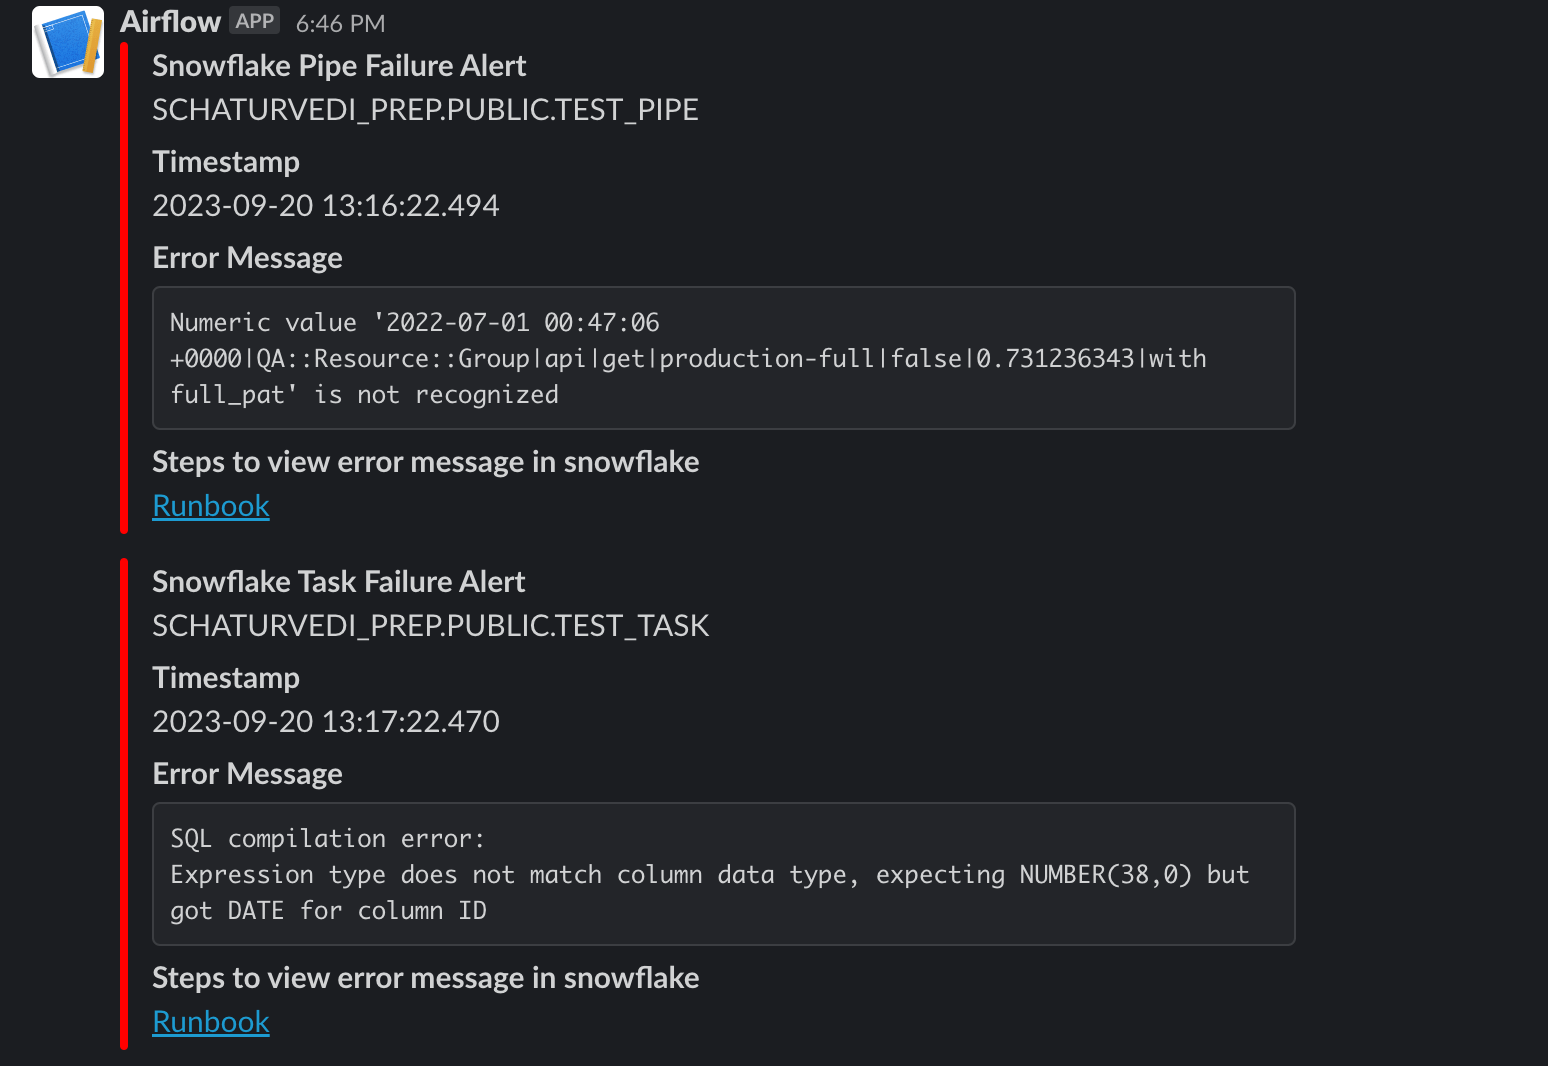 Airflow APP 6:46 PM
Snowflake Pipe Failure Alert
SCHATURVEDI_PREP.PUBLIC.TEST_PIPE
Timestamp
2023-09-20 13:16:22.494
Error Message
Numeric value '2022-07-01 00:47:06
+0000|QA::Resource::Group|api|get|production-full|false|0.731236343|with
full_pat' is not recognized
Steps to view error message in snowflake
Runbook
Snowflake Task Failure Alert
SCHATURVEDI_PREP.PUBLIC.TEST_TASK
Timestamp
2023-09-20 13:17:22.470
Error Message
SQL compilation error:
Expression type does not match column data type, expecting NUMBER(38,0) but
got DATE for column ID
Steps to view error message in snowflake
Runbook